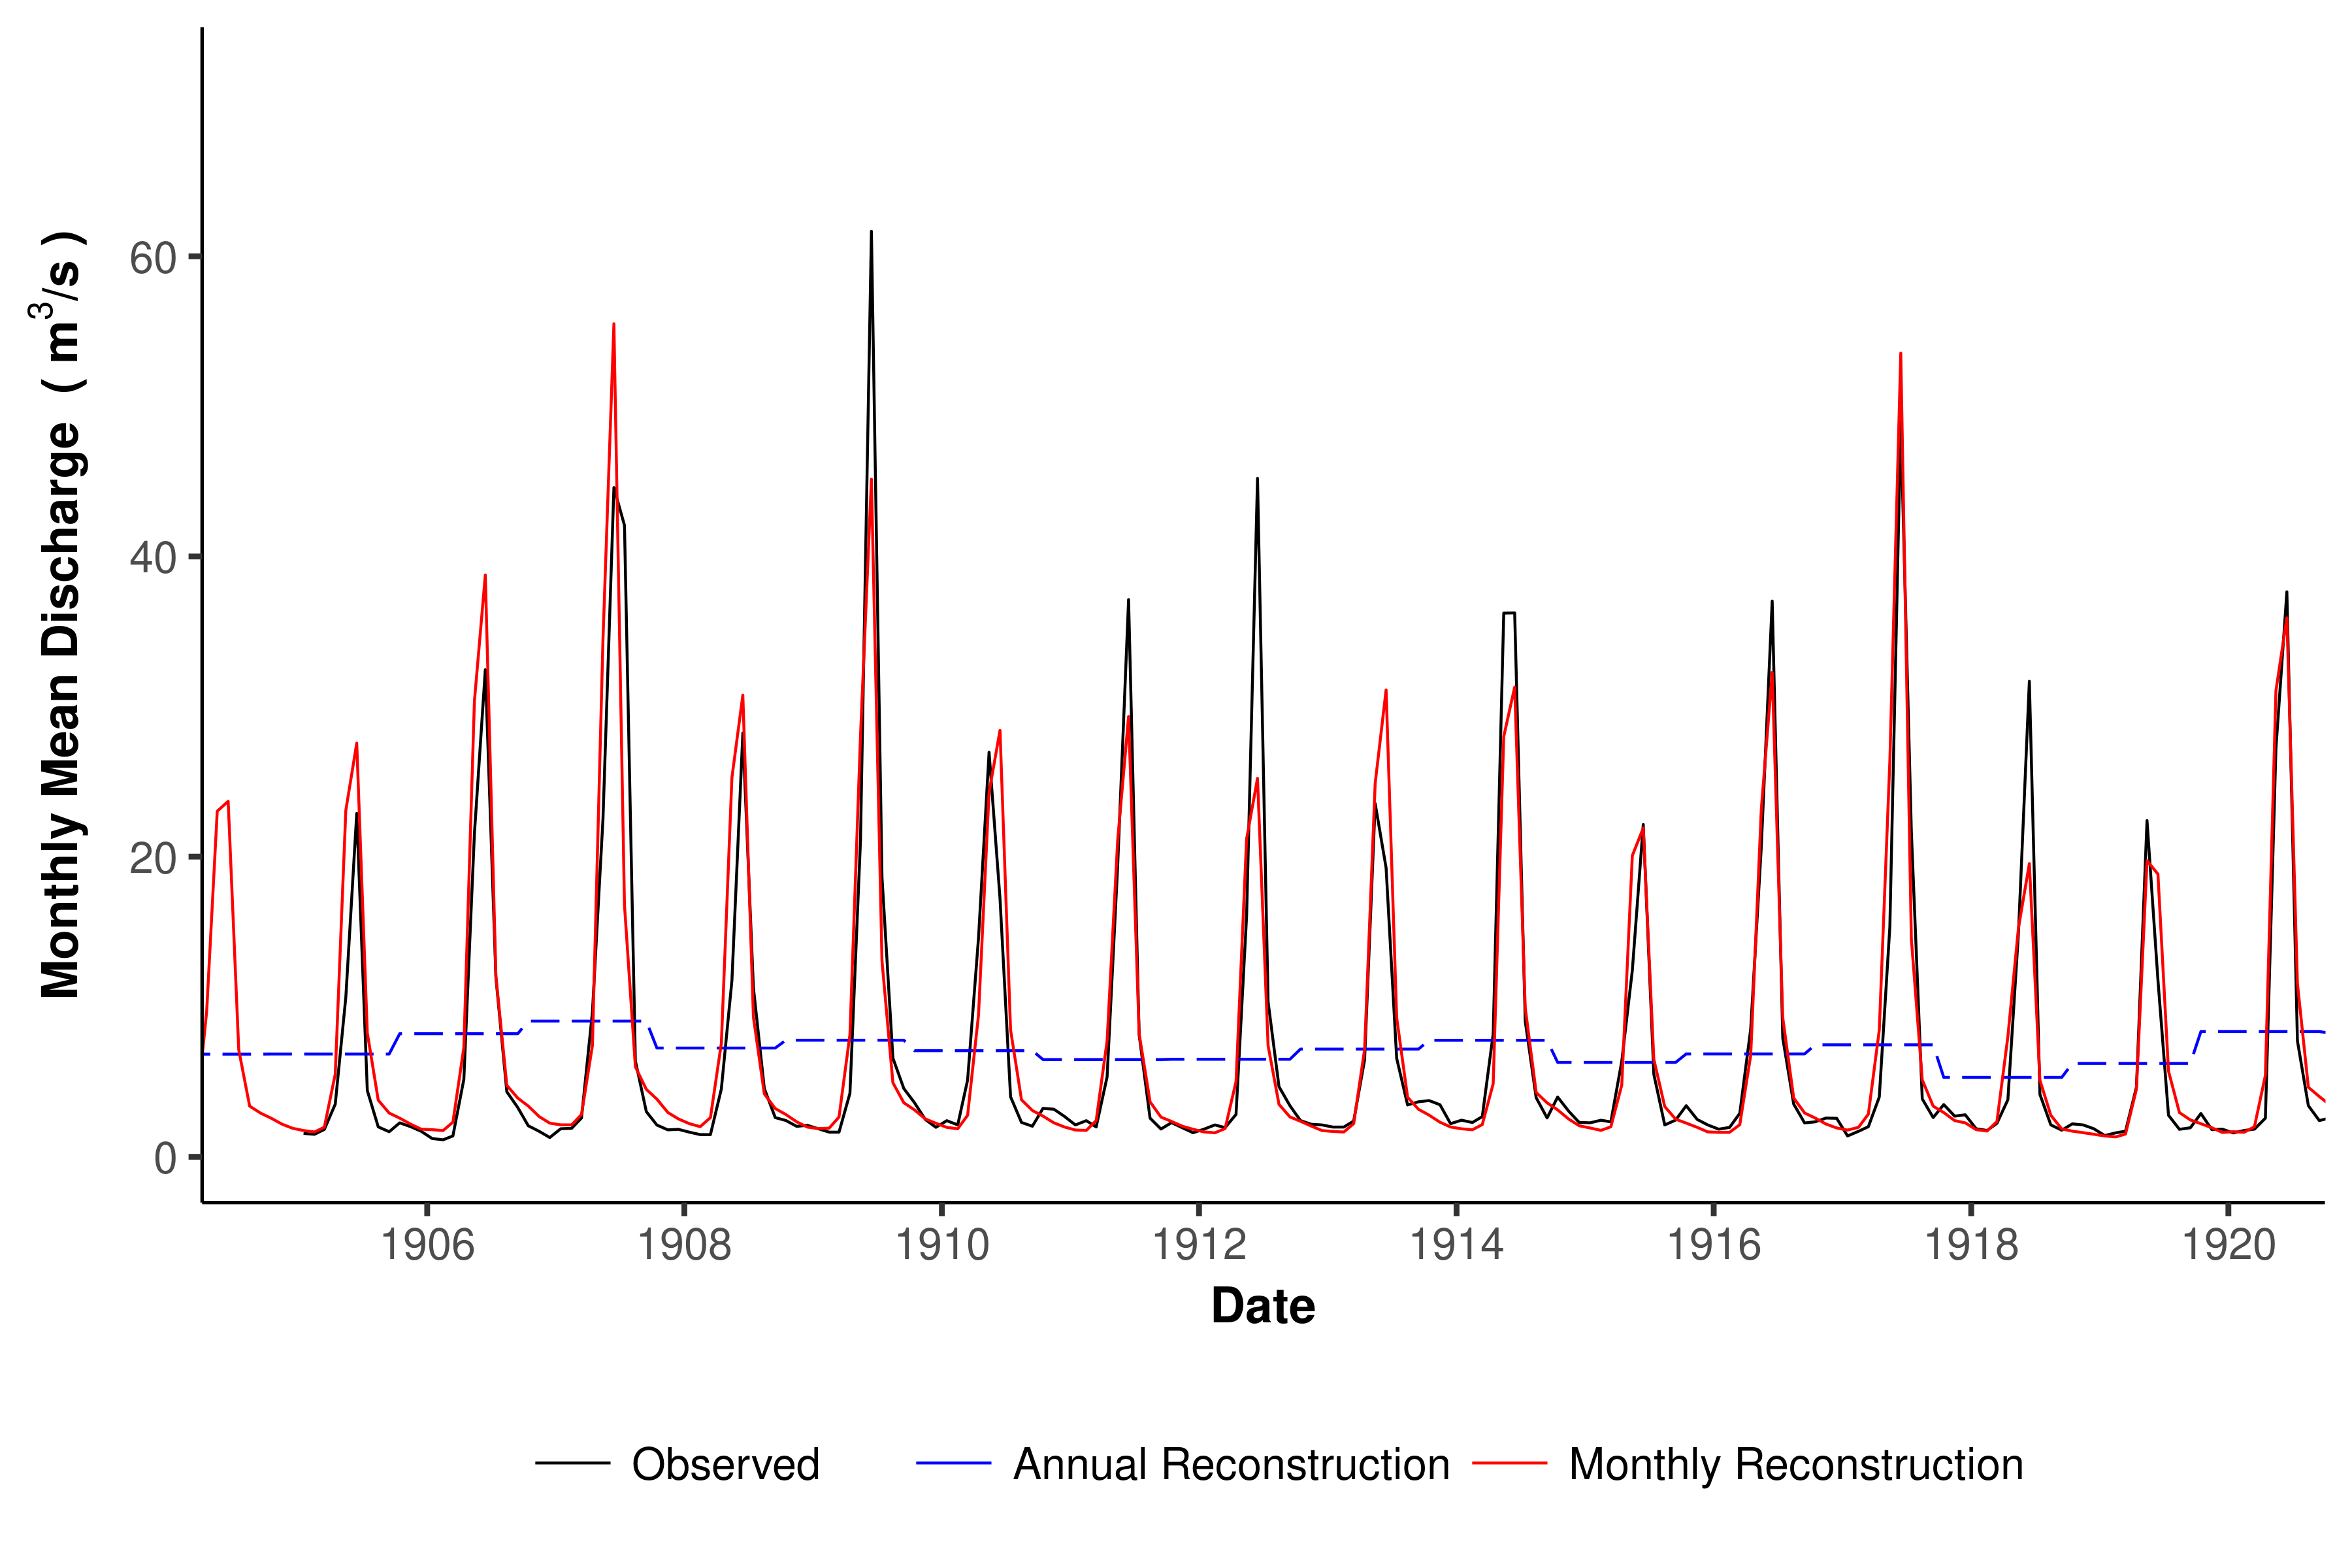 Monthly Mean Discharge ( m³/s )
60
40
20
0
1906 1908 1910 1912 1914 1916 1918 1920
Date
Observed Annual Reconstruction Monthly Reconstruction